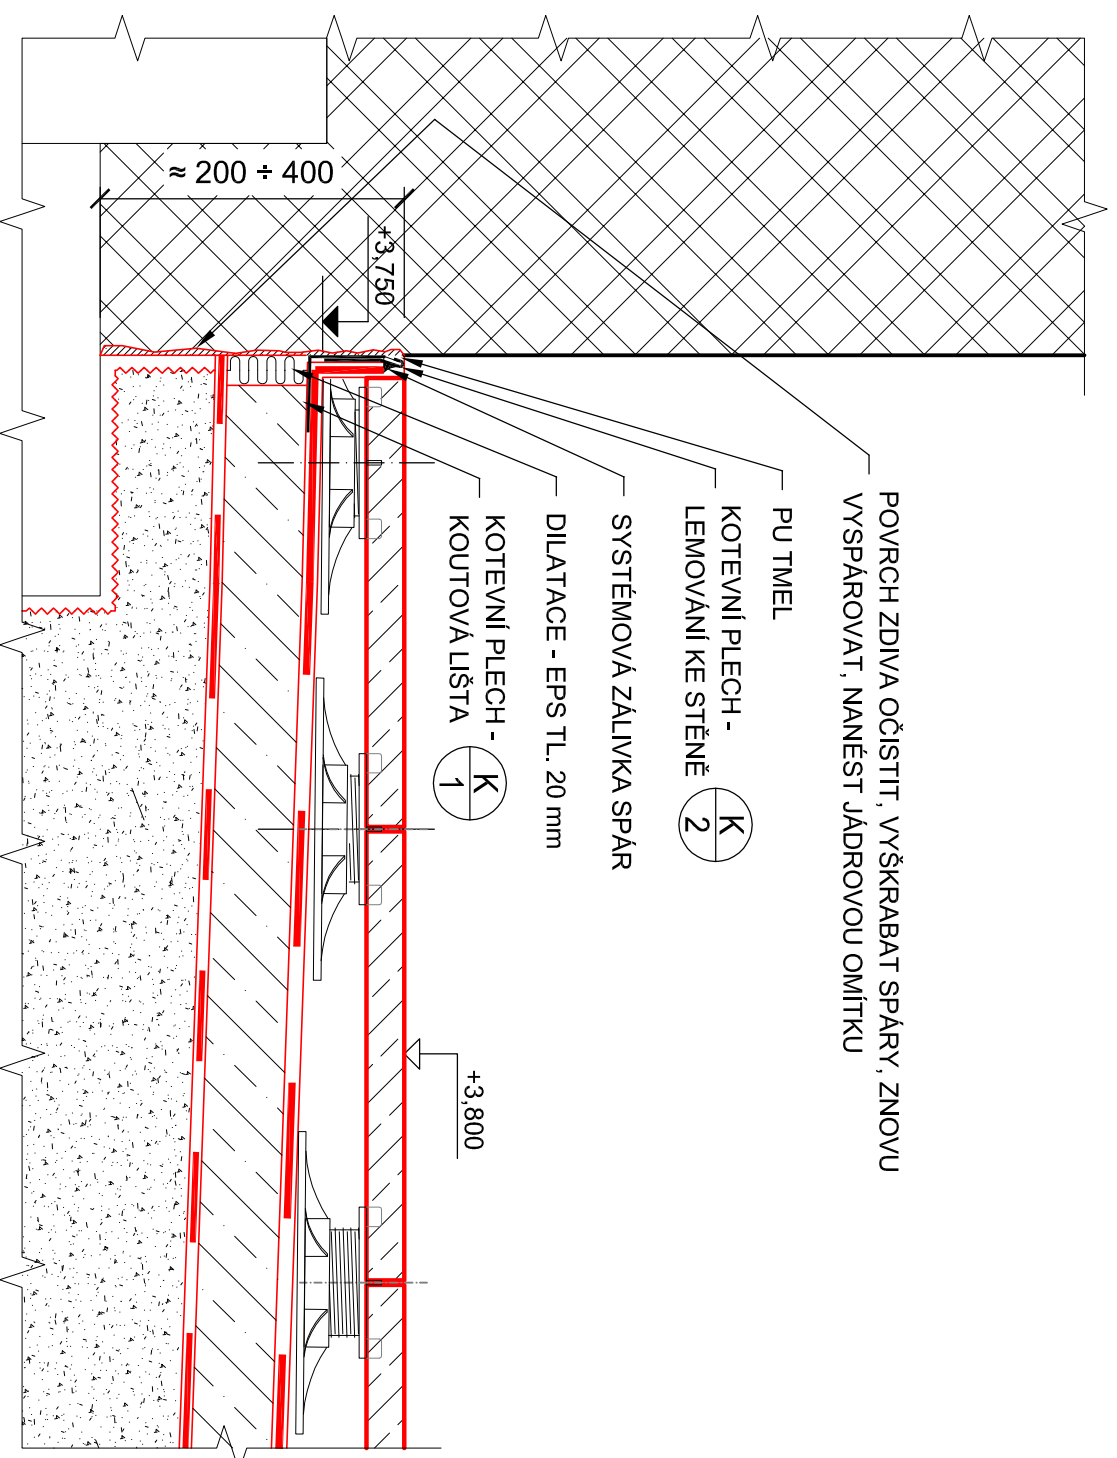 POVRCH ZDIVA OČISTIT, VYŠKRABAT SPÁRY, ZNOVU
VYSPÁROVAT, NANÉST JÁDROVOU OMÍTKU
PU TMEL
KOTEVNÍ PLECH -
LEMOVÁNÍ KE STĚNĚ
K
2
SYSTÉMOVÁ ZÁLIVKA SPÁR
DILATACE - EPS TL. 20 mm
KOTEVNÍ PLECH -
KOUTOVÁ LIŠTA
K
1
≈ 200 ÷ 400
+3,750
+3,800